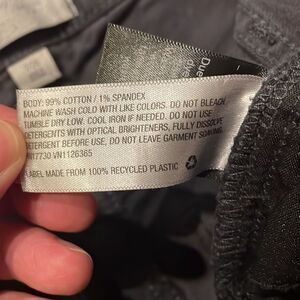 BODY: 99% COTTON / 1% SPANDEX
MACHINE WASH COLD WITH LIKE COLORS. DO NOT BLEACH
TUMBLE DRY LOW. COOL IRON IF NEEDED. DO NOT USE
DETERGENTS WITH OPTICAL BRIGHTENERS, FULLY DISSOLVE
DETERGENT BEFORE USE, DO NOT LEAVE GARMENT SOAKING.
VN1126365
LABEL MADE FROM 100% RECYCLED PLASTIC
Due